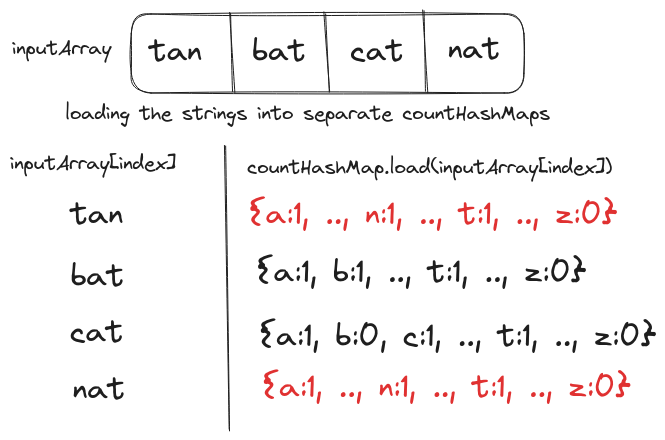 inputArray tan bat cat nat
loading the strings into separate countHashMaps
inputArray[index] countHashMap.load(inputArray[index])
tan {a:1, .., n:1, .., t:1, .., z:0}
bat {a:1, b:1, .., t:1, .., z:0}
cat {a:1, b:0, c:1, .., t:1, .., z:0}
nat {a:1, .., n:1, .., t:1, .., z:0}